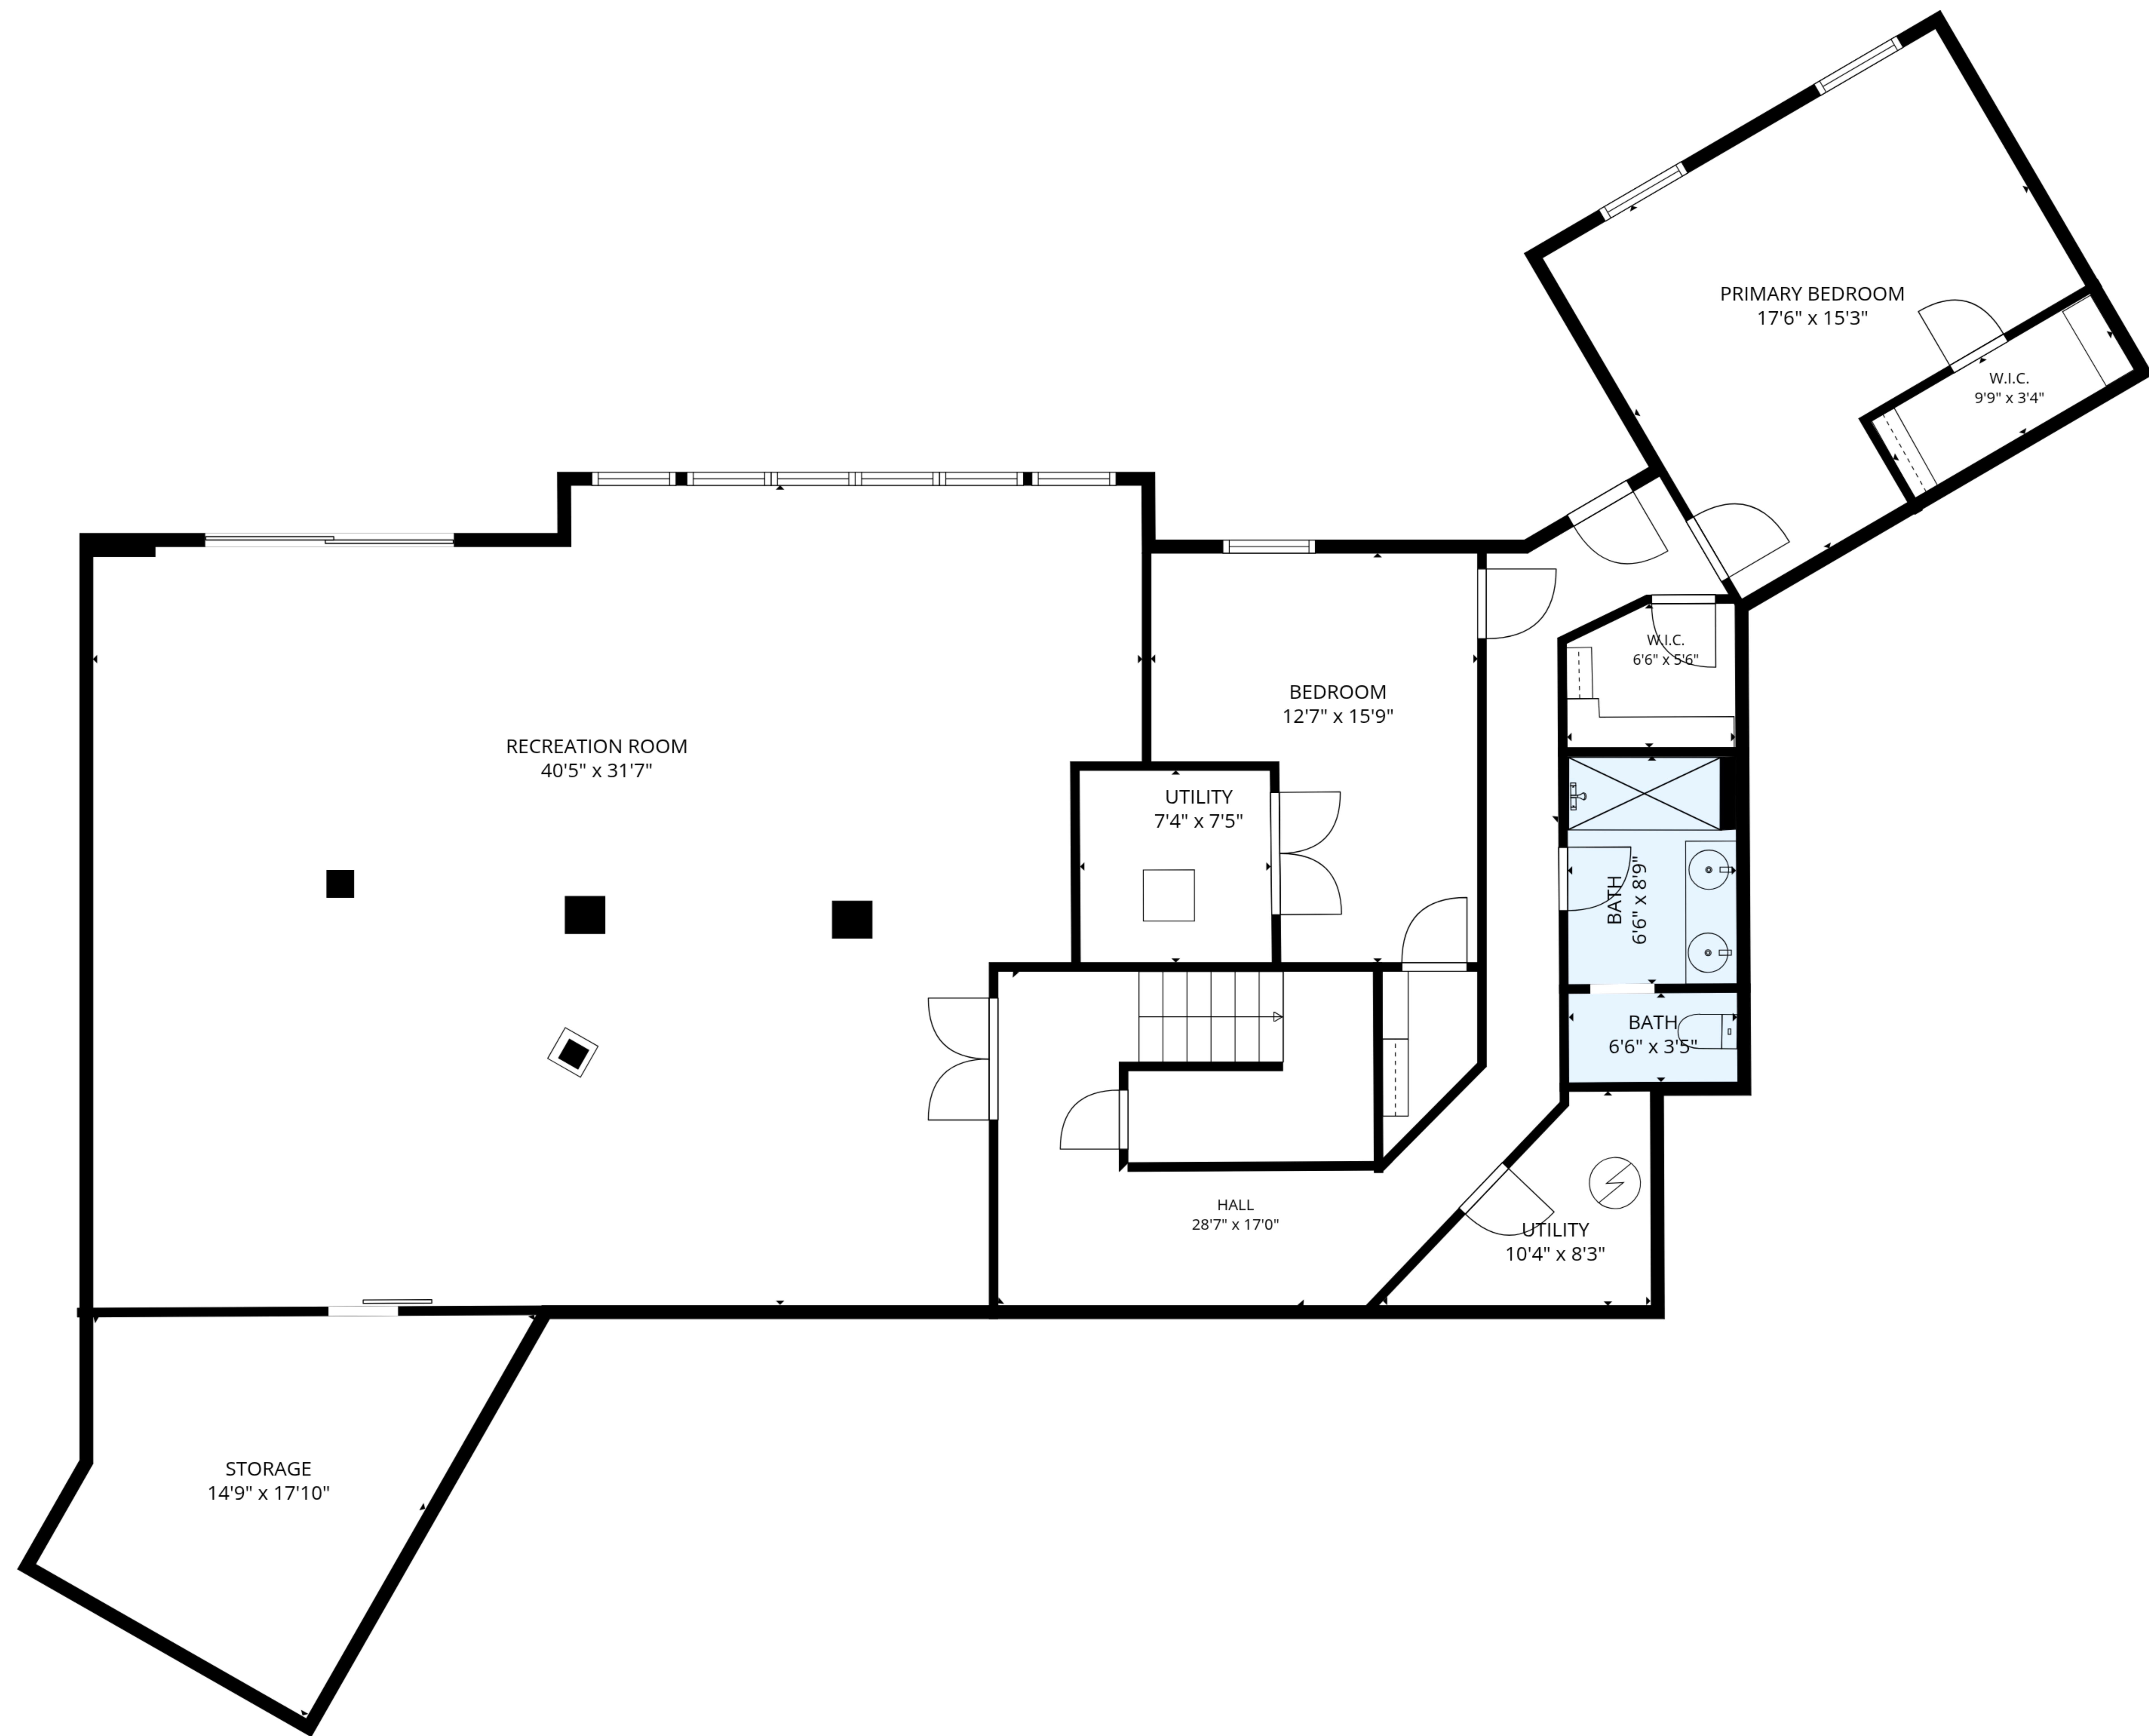 PRIMARY BEDROOM
17'6" x 15'3"
W.I.C.
9'9" x 3'4"
W.I.C.
6'6" x 5'6"
BEDROOM
12'7" x 15'9"
RECREATION ROOM
40'5" x 31'7"
UTILITY
7'4" x 7'5"
BATH
6'6" x 8'9"
BATH
6'6" x 3'5"
HALL
28'7" x 17'0"
UTILITY
10'4" x 8'3"
STORAGE
14'9" x 17'10"